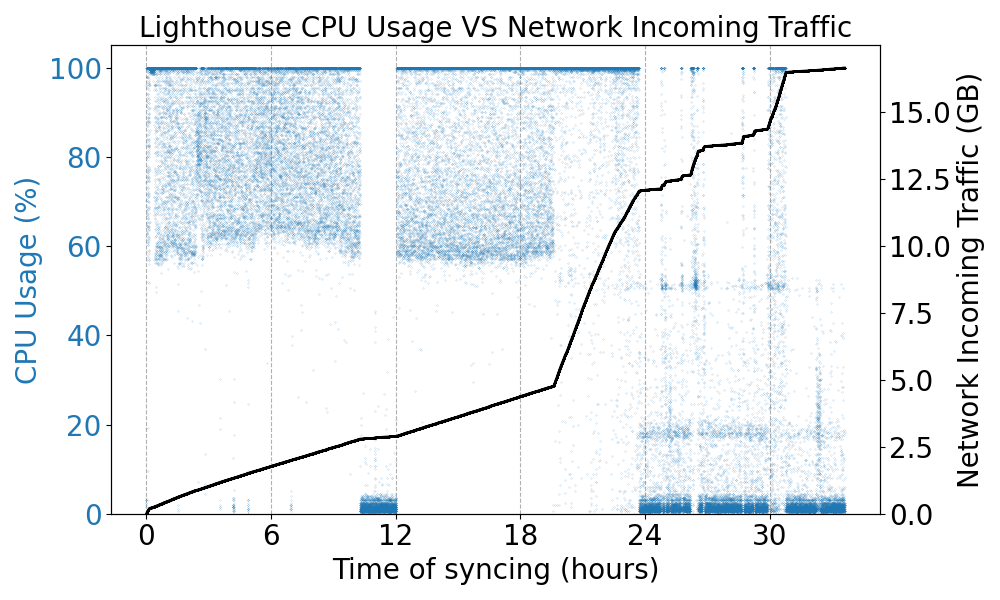 Lighthouse CPU Usage VS Network Incoming Traffic
CPU Usage (%)
100
80
60
40
20
0
15.0
12.5
10.0
7.5
5.0
2.5
0.0
Network Incoming Traffic (GB)
0 6 12 18 24 30
Time of syncing (hours)